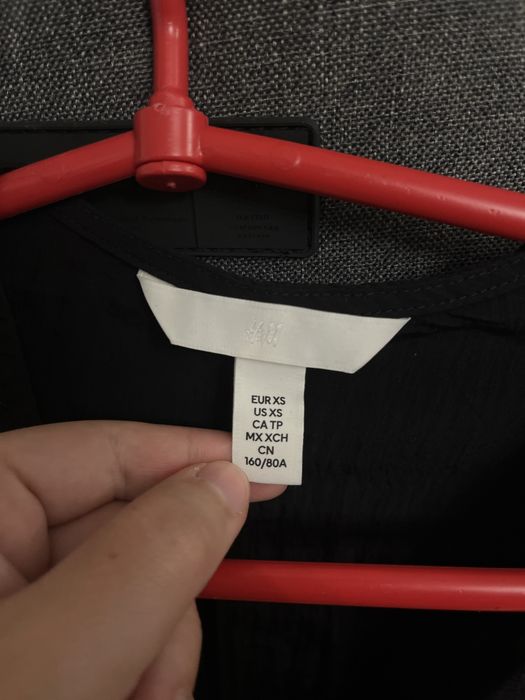 H&M
EUR XS
US XS
CA TP
MX XCH
CN
160/80A